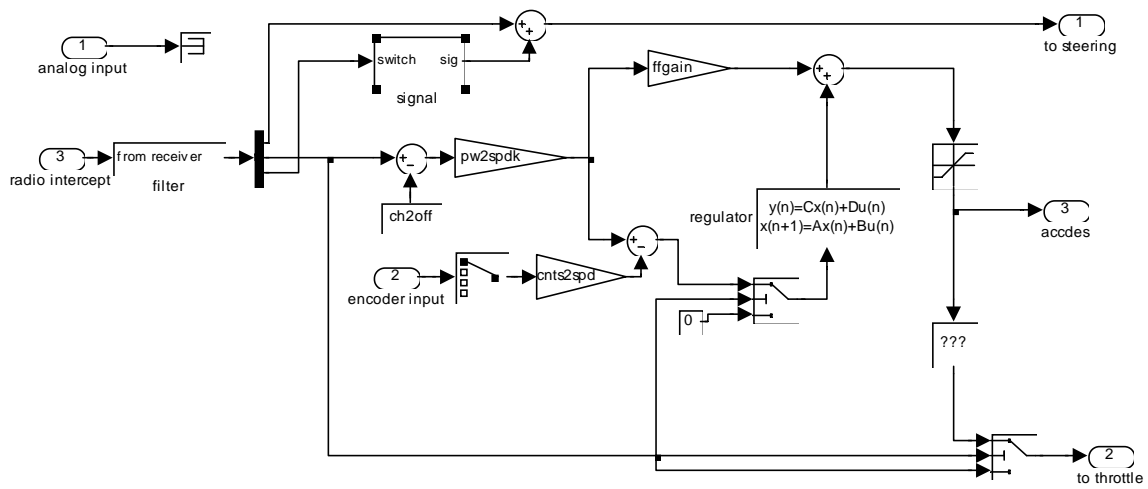 1
to steering
1
analog input
switch
sig
signal
ffgain
3
radio intercept
from receiver
filter
pw2spdk
ch2off
regulator
y(n)=Cx(n)+Du(n)
x(n+1)=Ax(n)+Bu(n)
3
accdes
2
encoder input
cnts2spd
0
???
2
to throttle